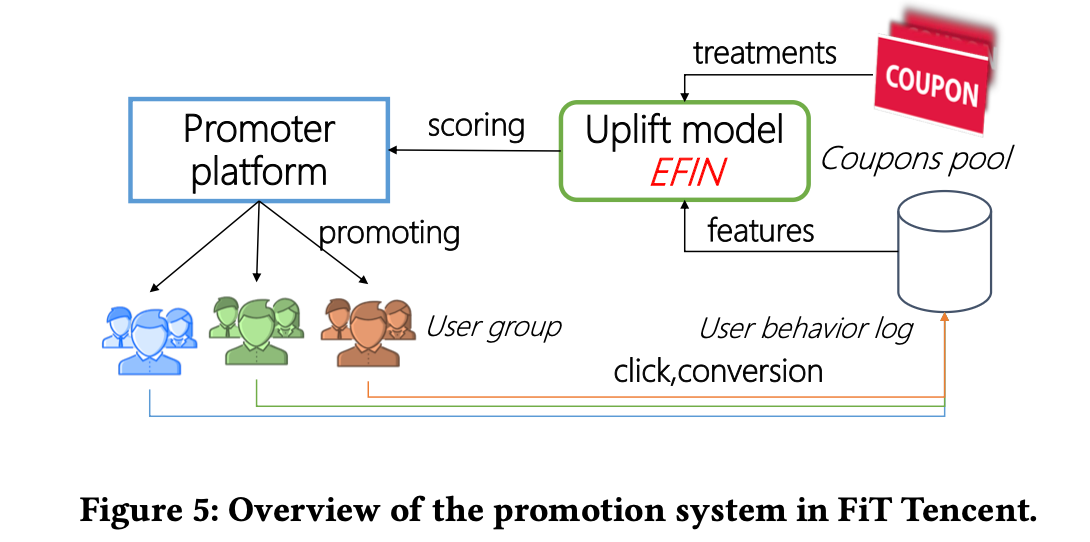 treatments
COUPON
Promoter
platform
scoring
Uplift model
EFIN
Coupons pool
promoting
features
User group
User behavior log
click,conversion
Figure 5: Overview of the promotion system in FiT Tencent.